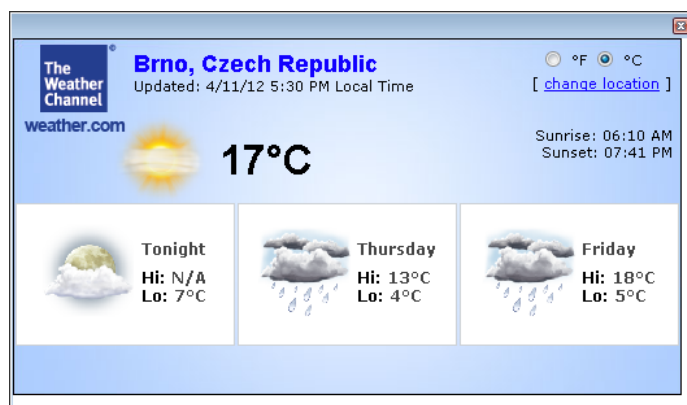 The
Weather
Channel
weather.com
Brno, Czech Republic
Updated: 4/11/12 5:30 PM Local Time
°F °C
[ change location ]
17°C
Sunrise: 06:10 AM
Sunset: 07:41 PM
Tonight
Hi: N/A
Lo: 7°C
Thursday
Hi: 13°C
Lo: 4°C
Friday
Hi: 18°C
Lo: 5°C